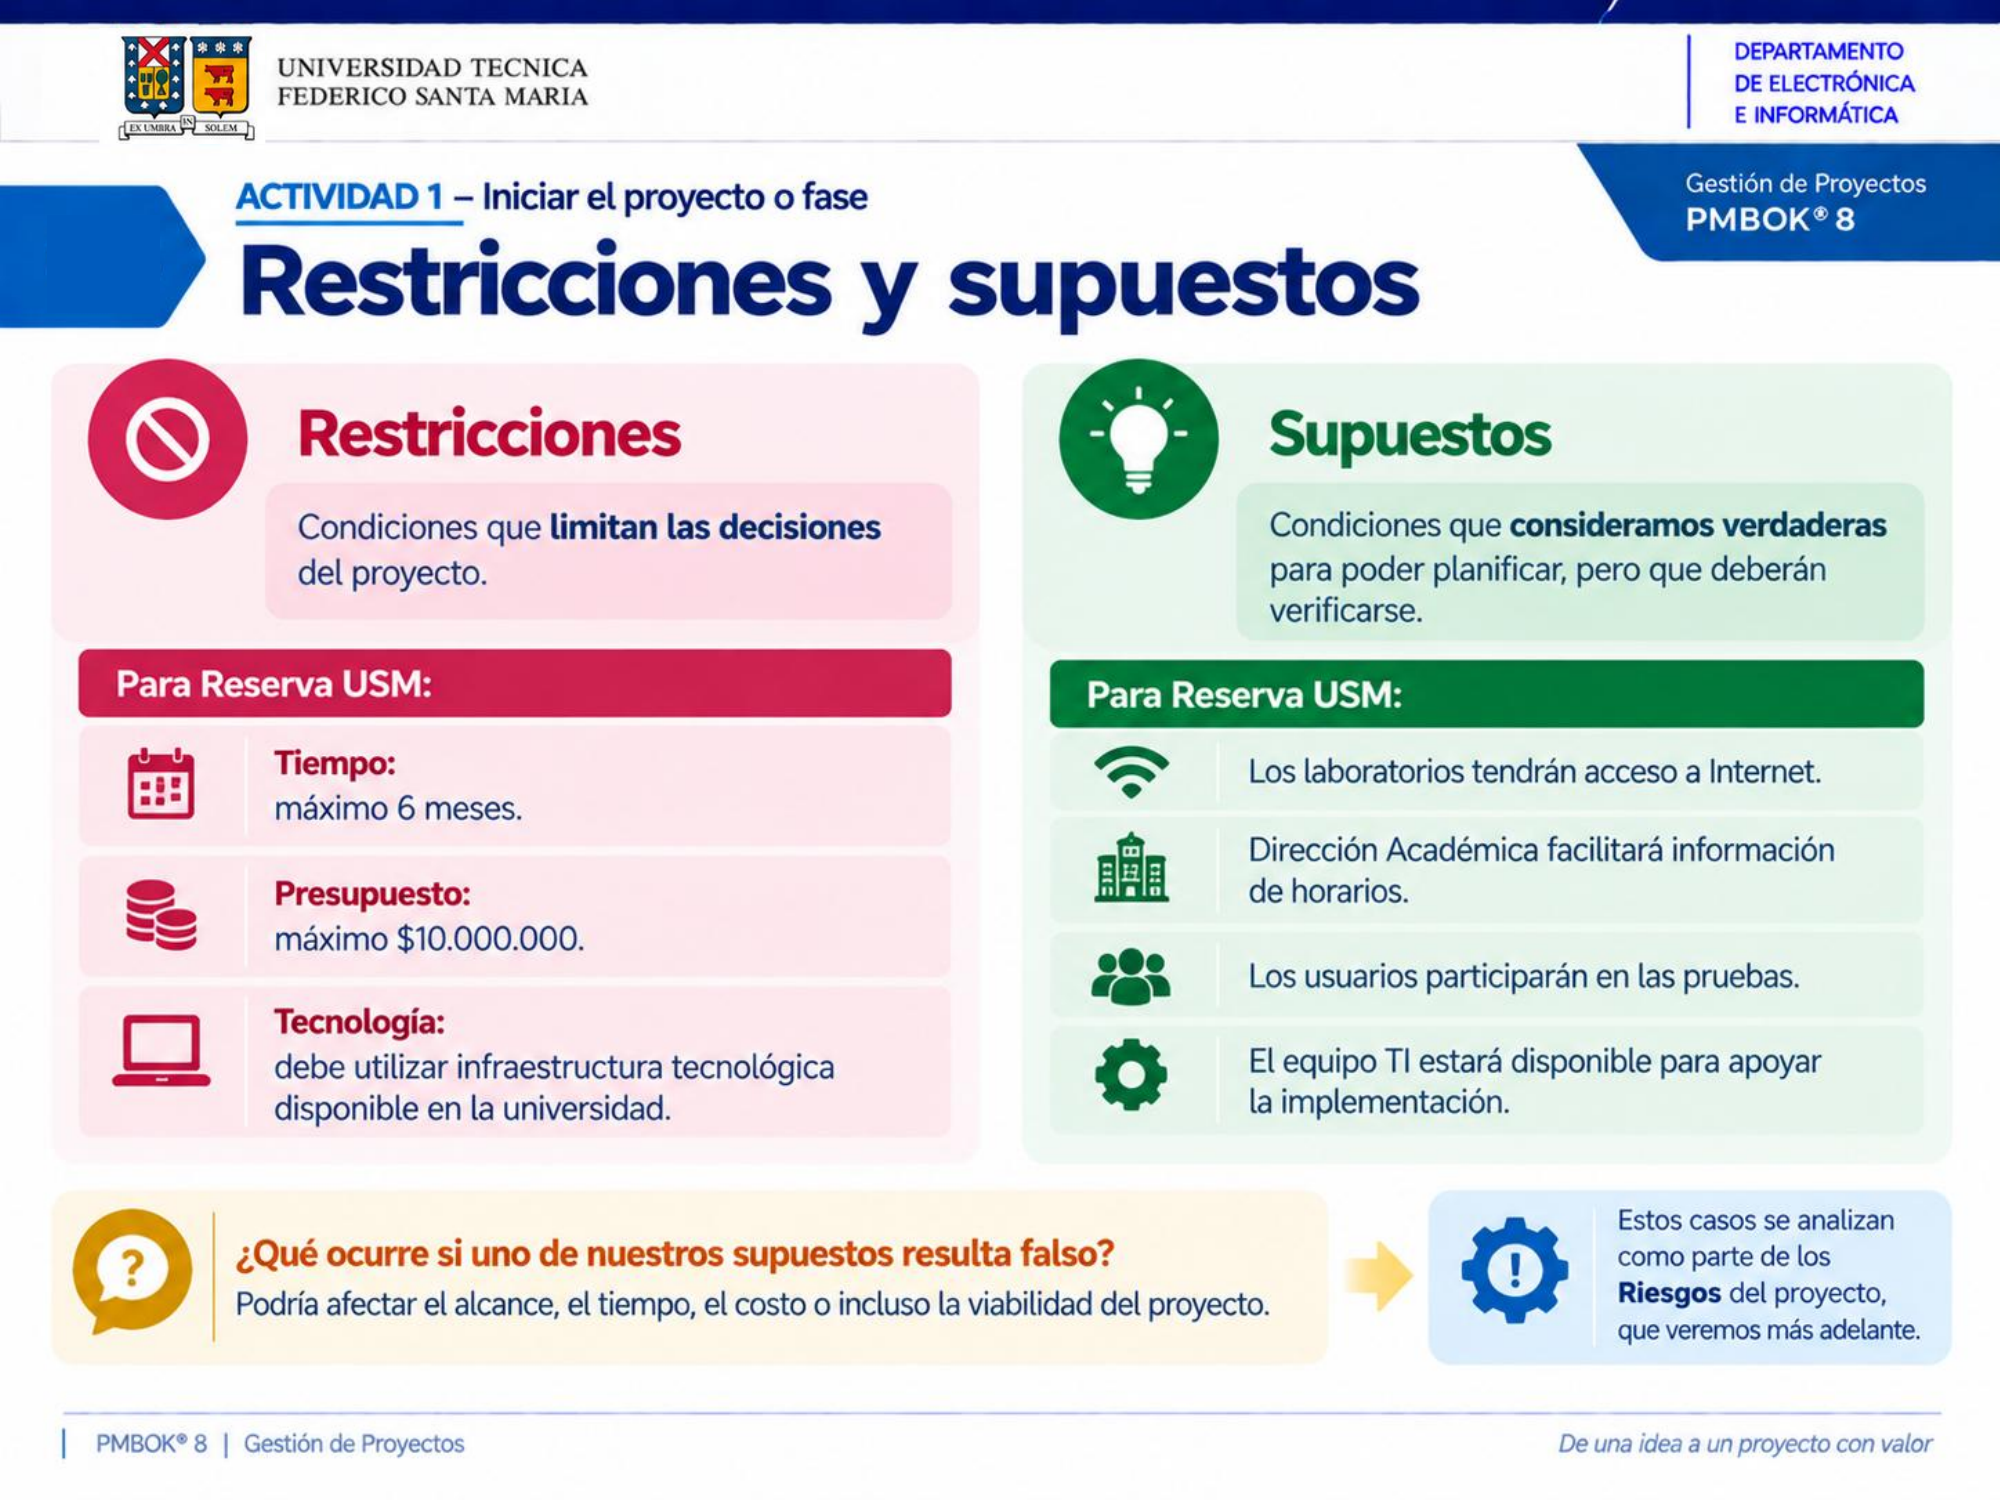 EX UMBRA IN SOLEM
UNIVERSIDAD TECNICA
FEDERICO SANTA MARIA
DEPARTAMENTO
DE ELECTRÓNICA
E INFORMÁTICA
Gestión de Proyectos
PMBOK® 8
ACTIVIDAD 1 – Iniciar el proyecto o fase
Restricciones y supuestos
Restricciones
Condiciones que limitan las decisiones
del proyecto.
Para Reserva USM:
Tiempo:
máximo 6 meses.
Presupuesto:
máximo $10.000.000.
Tecnología:
debe utilizar infraestructura tecnológica
disponible en la universidad.
Supuestos
Condiciones que consideramos verdaderas
para poder planificar, pero que deberán
verificarse.
Para Reserva USM:
Los laboratorios tendrán acceso a Internet.
Dirección Académica facilitará información
de horarios.
Los usuarios participarán en las pruebas.
El equipo TI estará disponible para apoyar
la implementación.
¿Qué ocurre si uno de nuestros supuestos resulta falso?
Podría afectar el alcance, el tiempo, el costo o incluso la viabilidad del proyecto.
Estos casos se analizan
como parte de los
Riesgos del proyecto,
que veremos más adelante.
PMBOK® 8 | Gestión de Proyectos
De una idea a un proyecto con valor